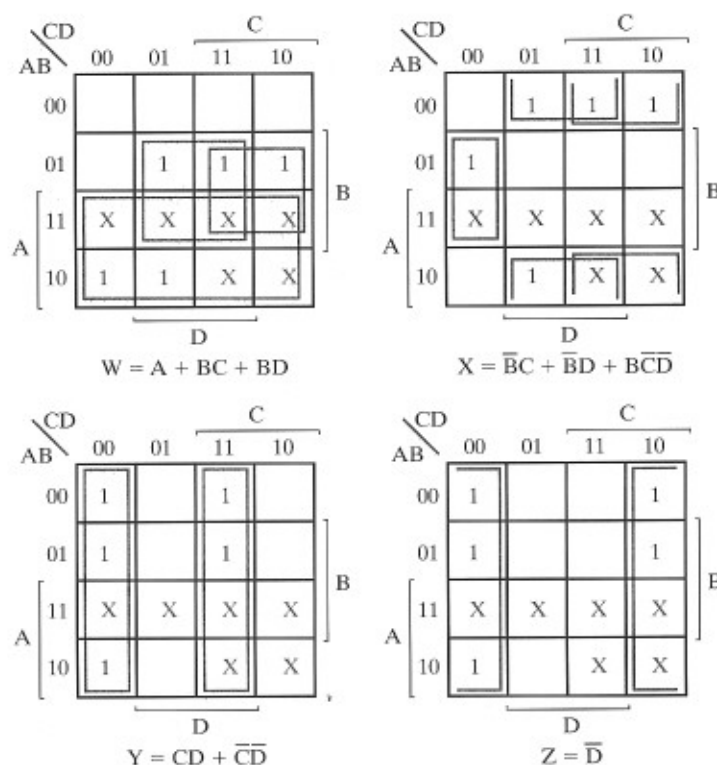 CD C
AB 00 01 11 10
00
01 1 1 1
B
11 X X X X
A
10 1 1 X X
D
W = A + BC + BD
CD C
AB 00 01 11 10
00 1 1 1
01 1
B
11 X X X X
A
10 1 X X
D
X = B̅C + B̅D + BC̅D̅
CD C
AB 00 01 11 10
00 1 1
01 1 1
B
11 X X X X
A
10 1 X X
D
Y = CD + C̅D̅
CD C
AB 00 01 11 10
00 1 1
01 1 1
B
11 X X X X
A
10 1 X X
D
Z = D̅